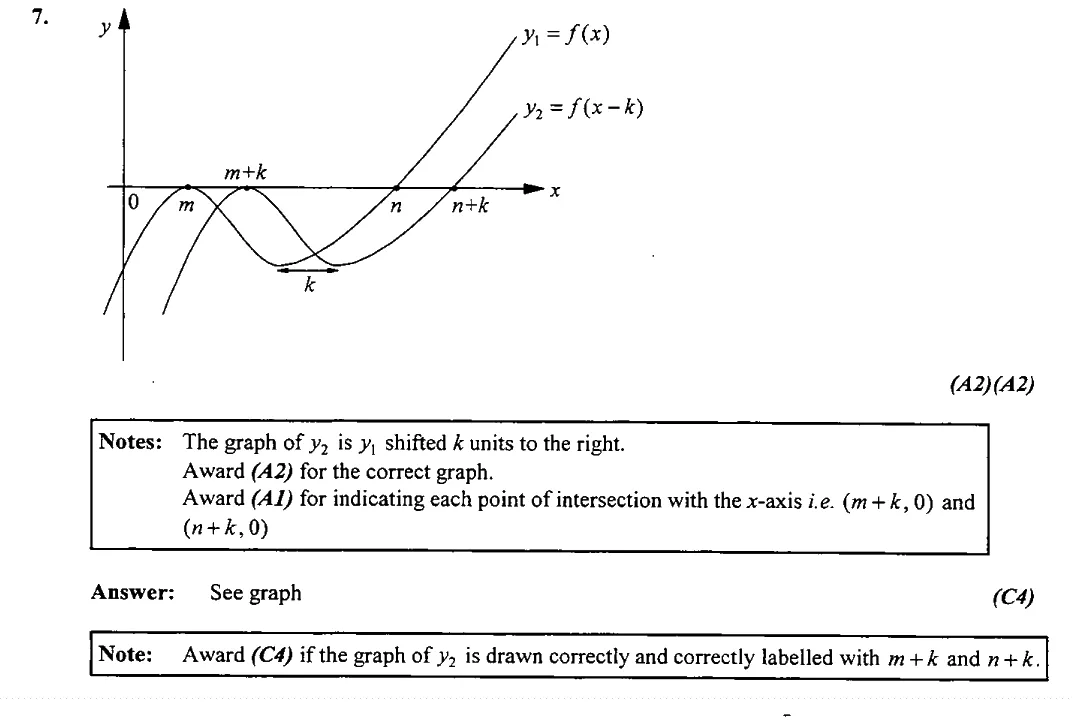 7.
y
y₁ = f(x)
y₂ = f(x − k)
m+k
x
0 m n n+k
k
(A2)(A2)
Notes: The graph of y₂ is y₁ shifted k units to the right.
Award (A2) for the correct graph.
Award (A1) for indicating each point of intersection with the x-axis i.e. (m + k, 0) and
(n + k, 0)
Answer: See graph
(C4)
Note: Award (C4) if the graph of y₂ is drawn correctly and correctly labelled with m + k and n + k.